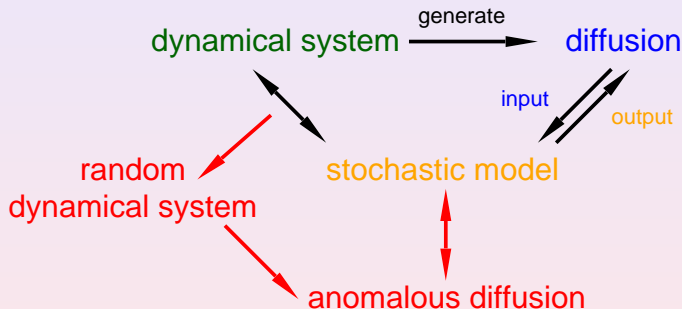 generate
dynamical system
diffusion
input
output
random
stochastic model
dynamical system
anomalous diffusion